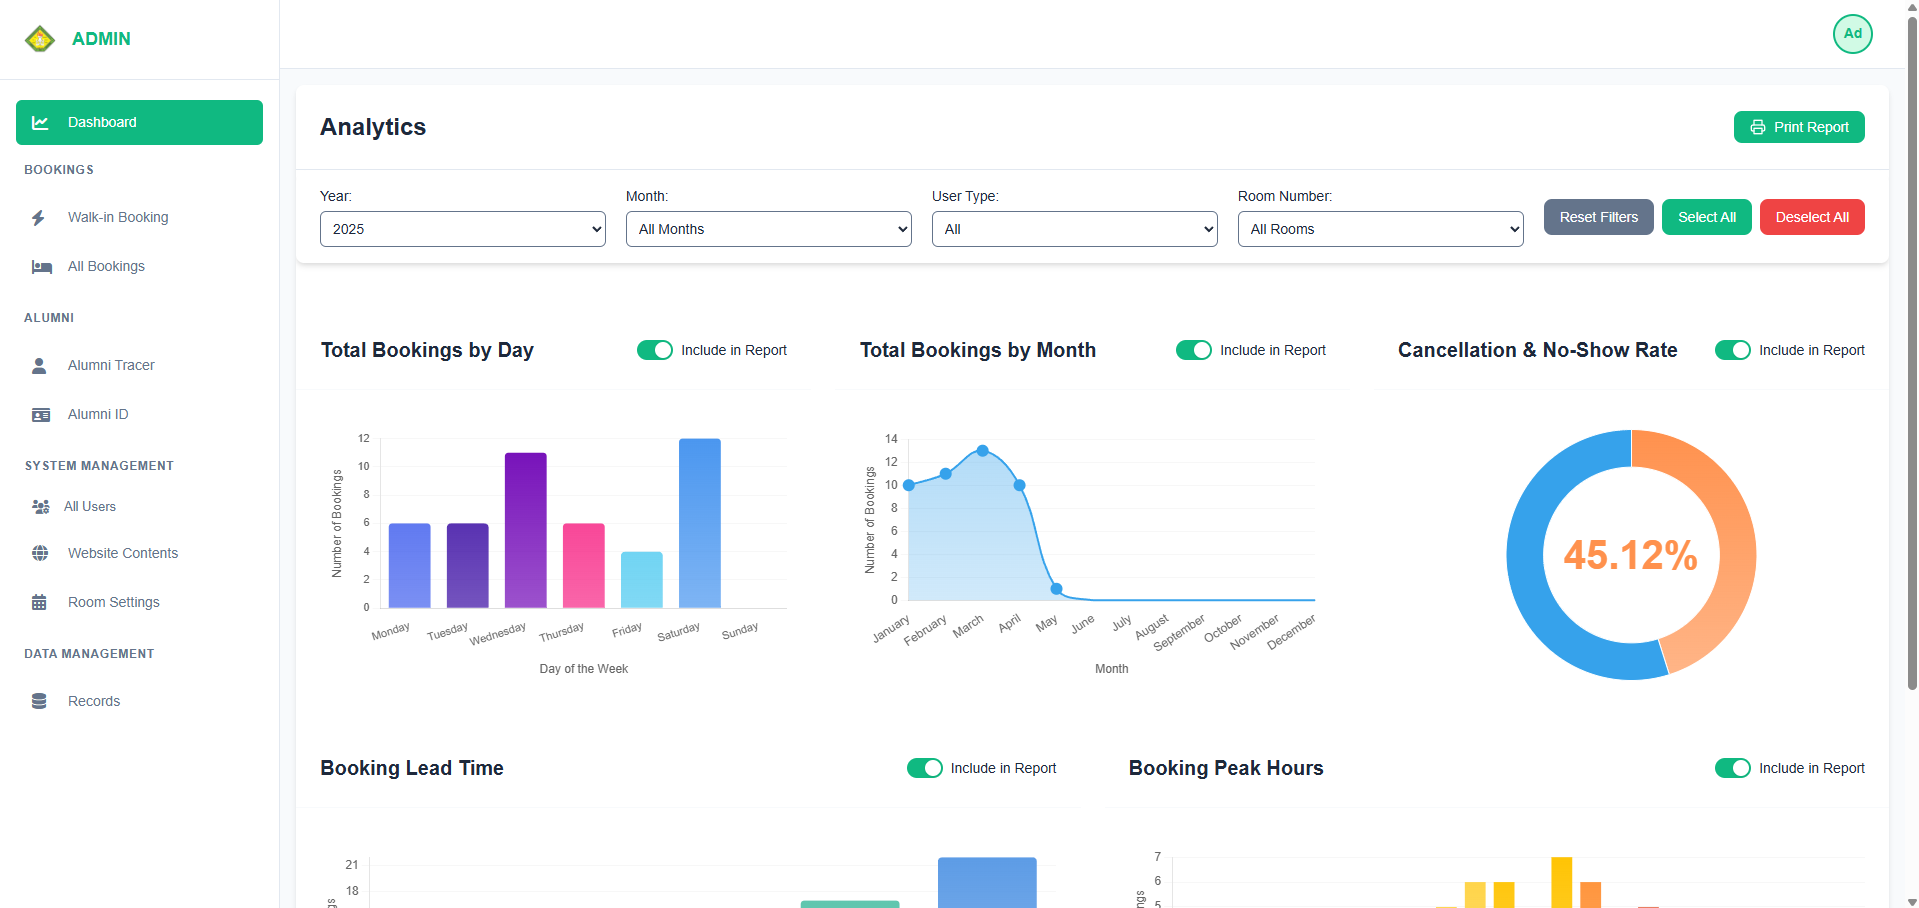 ADMIN
Ad
Dashboard
BOOKINGS
Walk-in Booking
All Bookings
ALUMNI
Alumni Tracer
Alumni ID
SYSTEM MANAGEMENT
All Users
Website Contents
Room Settings
DATA MANAGEMENT
Records
Analytics
Print Report
Year:
Month:
User Type:
Room Number:
2025
All Months
All
All Rooms
Reset Filters
Select All
Deselect All
Total Bookings by Day
Include in Report
Number of Bookings
12
10
8
6
4
2
0
Monday
Tuesday
Wednesday
Thursday
Friday
Saturday
Sunday
Day of the Week
Total Bookings by Month
Include in Report
Number of Bookings
14
12
10
8
6
4
2
0
January
February
March
April
May
June
July
August
September
October
November
December
Month
Cancellation & No-Show Rate
Include in Report
45.12%
Booking Lead Time
Include in Report
21
18
Booking Peak Hours
Include in Report
7
6
5